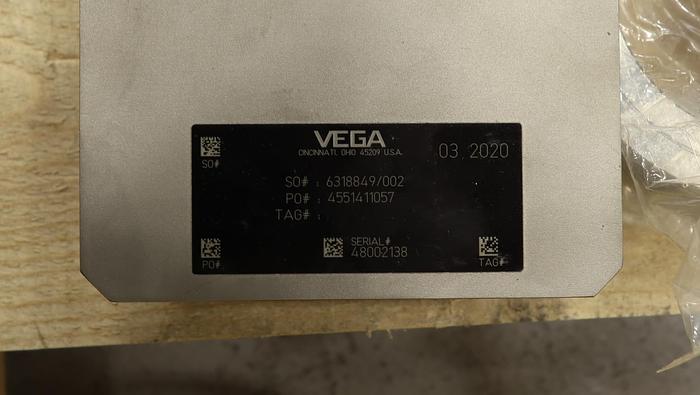 VEGA
CINCINNATI, OHIO 45209 U.S.A.
03 2020
SO#
SO# : 6318849/002
PO# : 4551411057
TAG# :
PO#
SERIAL#
48002138
TAG#